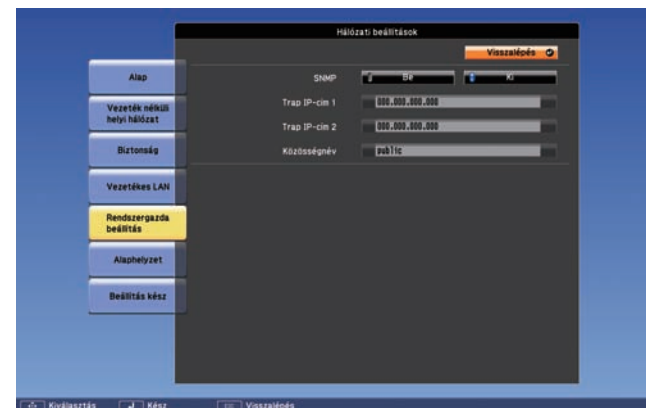 Hálózati beállítások
Visszalépés
Alap
Vezeték nélküli
helyi hálózat
Biztonság
Vezetékes LAN
Rendszergazda
beállítás
Alaphelyzet
Beállítás kész
SNMP Be Ki
Trap IP-cím 1 000.000.000.000
Trap IP-cím 2 000.000.000.000
Közösségnév public
Kiválasztás Kész Visszalépés